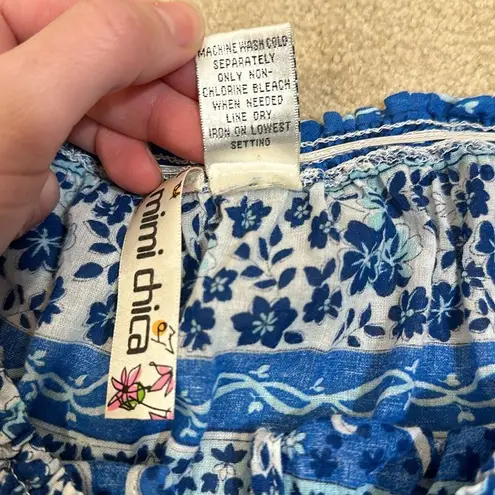 MACHINE WASH COLD
SEPARATELY
ONLY NON-
CHLORINE BLEACH
WHEN NEEDED
LINE DRY
IRON ON LOWEST
SETTING
mimi chica